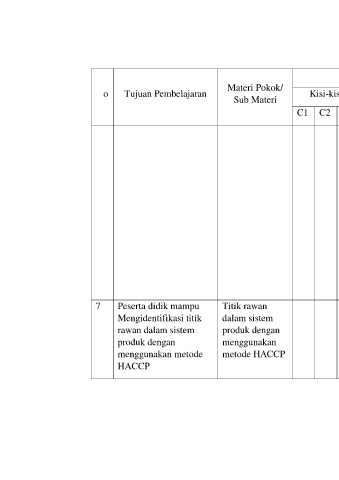 o
Tujuan Pembelajaran
Materi Pokok/
Sub Materi
Kisi-kis
C1 C2
7
Peserta didik mampu
Mengidentifikasi titik
rawan dalam sistem
produk dengan
menggunakan metode
HACCP
Titik rawan
dalam sistem
produk dengan
menggunakan
metode HACCP